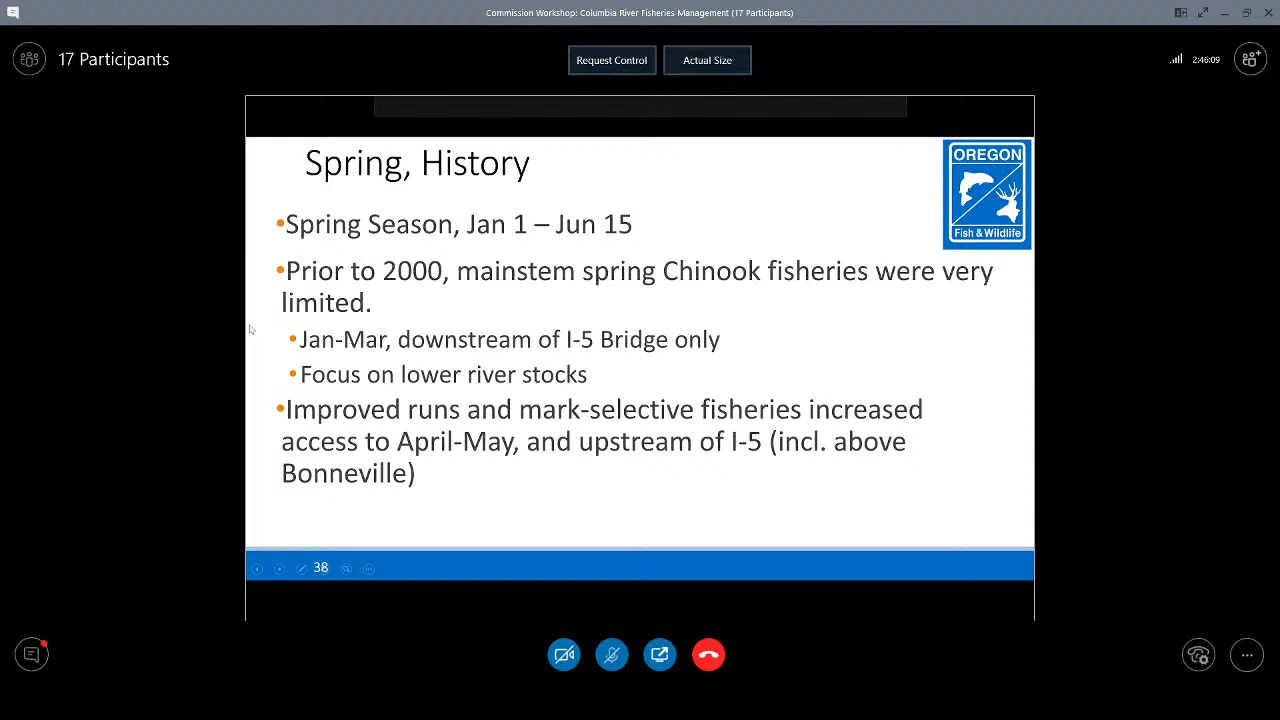 Commission Workshop: Columbia River Fisheries Management (17 Participants)
17 Participants
Request Control
Actual Size
2:46:09
Spring, History
OREGON
Fish & Wildlife
•Spring Season, Jan 1 – Jun 15
•Prior to 2000, mainstem spring Chinook fisheries were very
limited.
•Jan-Mar, downstream of I-5 Bridge only
•Focus on lower river stocks
•Improved runs and mark-selective fisheries increased
access to April-May, and upstream of I-5 (incl. above
Bonneville)
38